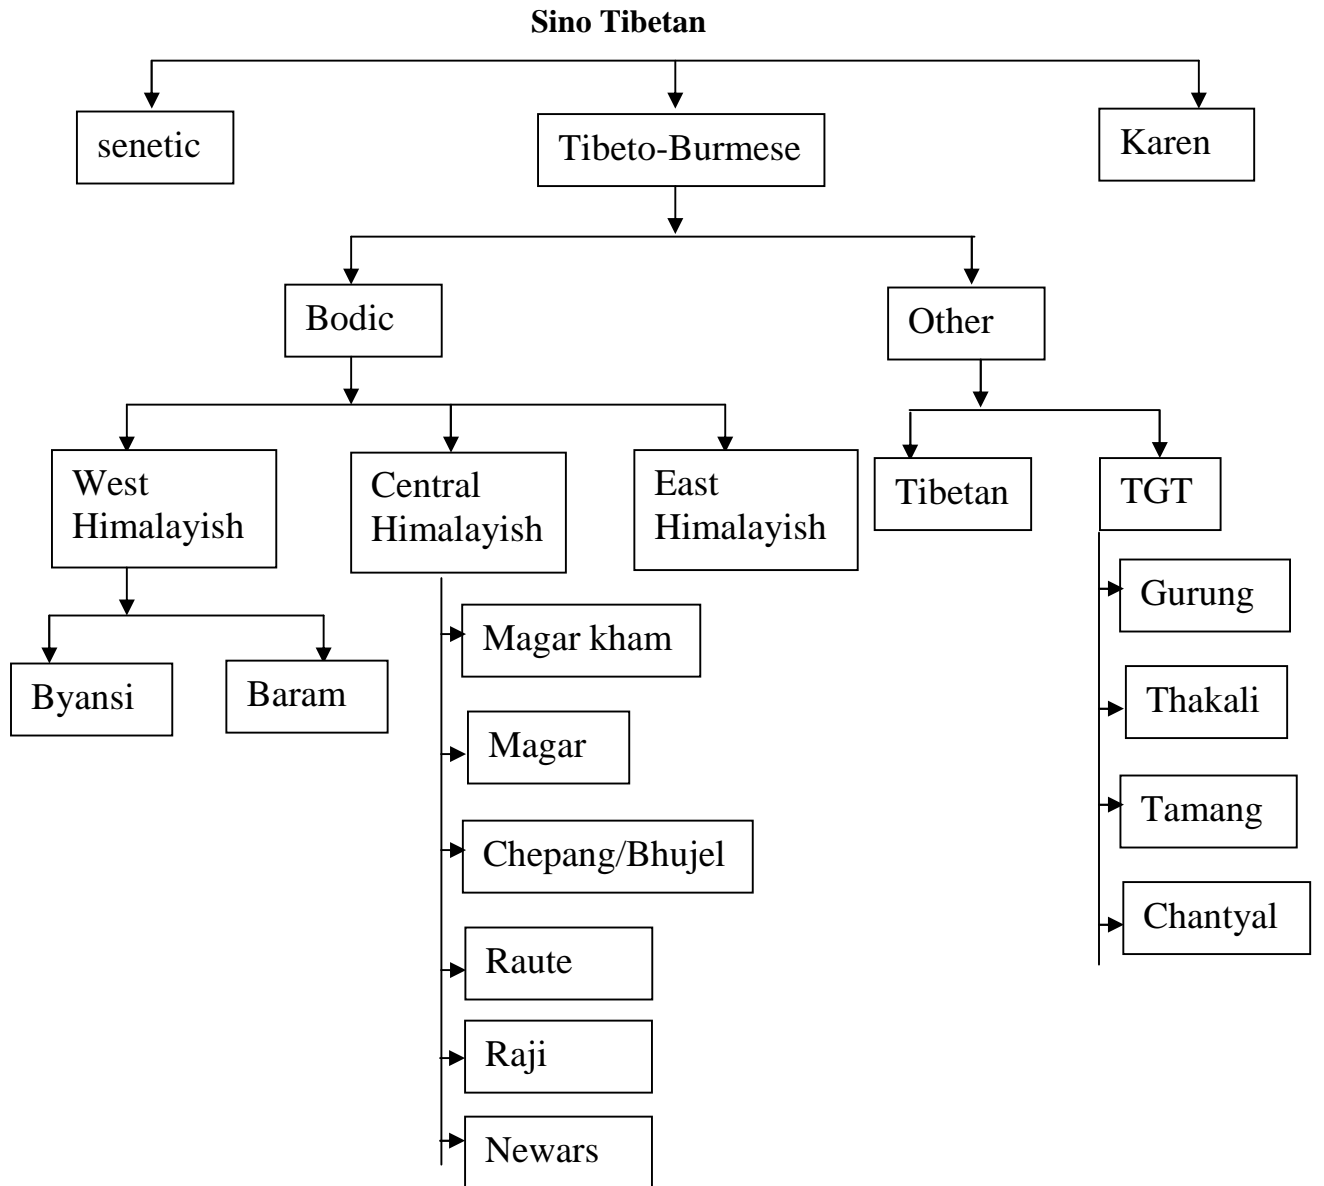 Sino Tibetan
senetic
Tibeto-Burmese
Karen
Bodic
Other
West
Himalayish
Central
Himalayish
East
Himalayish
Tibetan
TGT
Byansi
Baram
Magar kham
Magar
Chepang/Bhujel
Raute
Raji
Newars
Gurung
Thakali
Tamang
Chantyal